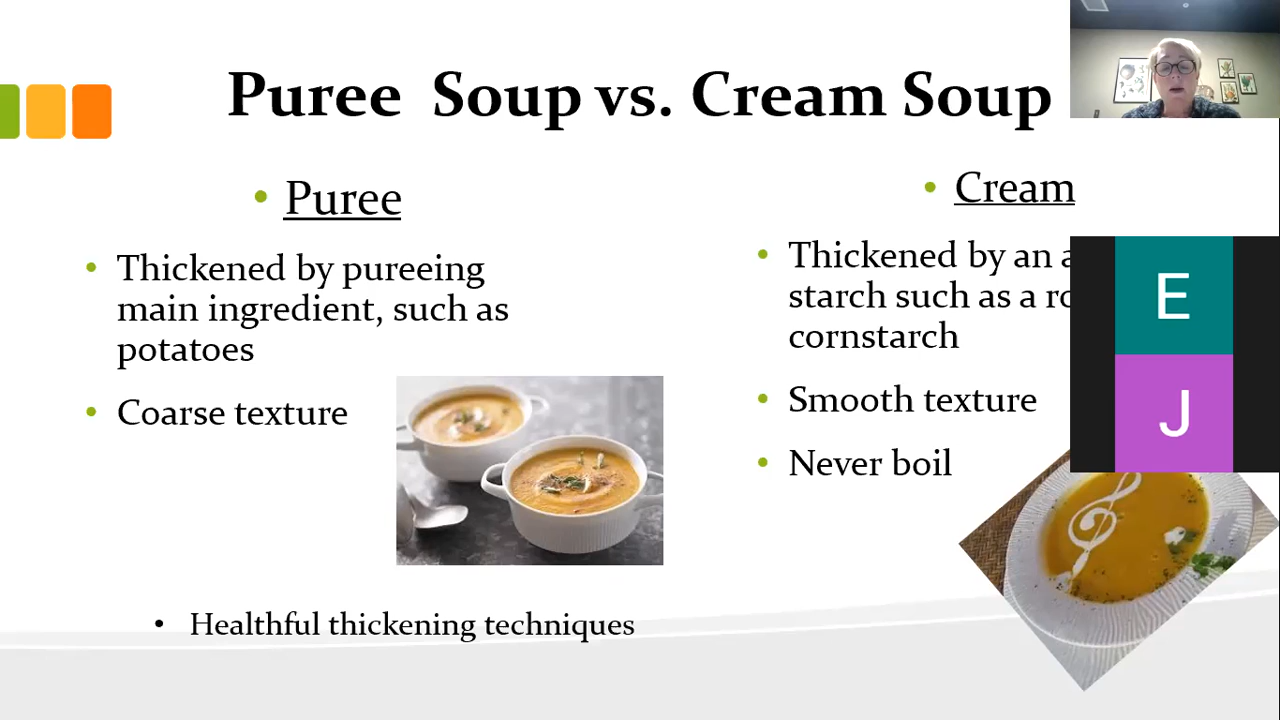 Puree Soup vs. Cream Soup
Puree
Thickened by pureeing
main ingredient, such as
potatoes
Coarse texture
Cream
Thickened by an
starch such as a
cornstarch
Smooth texture
Never boil
E
J
Healthful thickening techniques